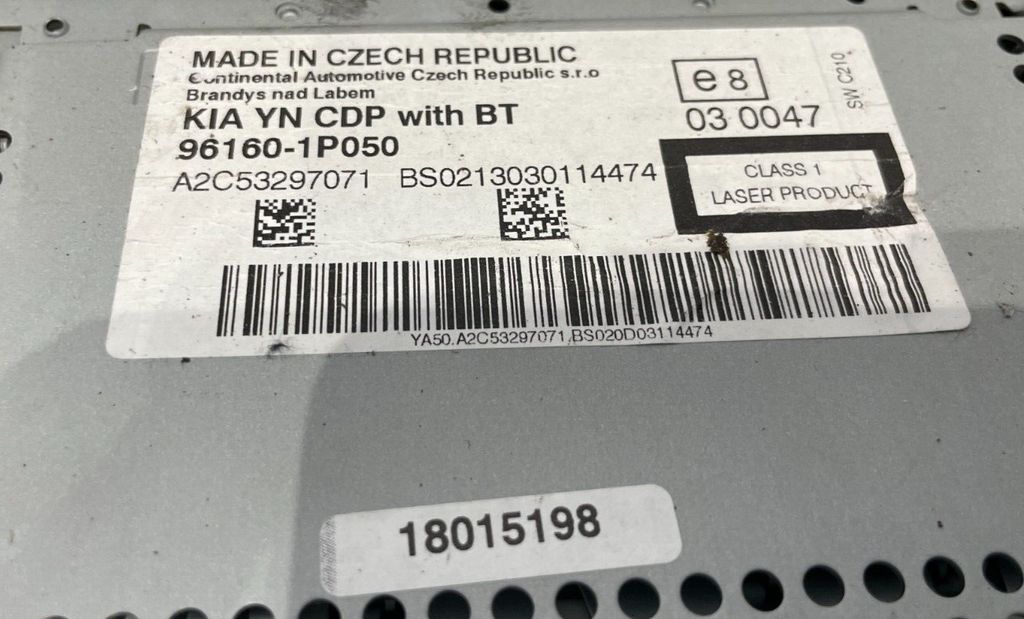 MADE IN CZECH REPUBLIC
Continental Automotive Czech Republic s.r.o
Brandys nad Labem
KIA YN CDP with BT
96160-1P050
A2C53297071 BS0213030114474
e8
03 0047
SW C210
CLASS 1
LASER PRODUCT
YA50.A2C53297071,BS020D03114474
18015198